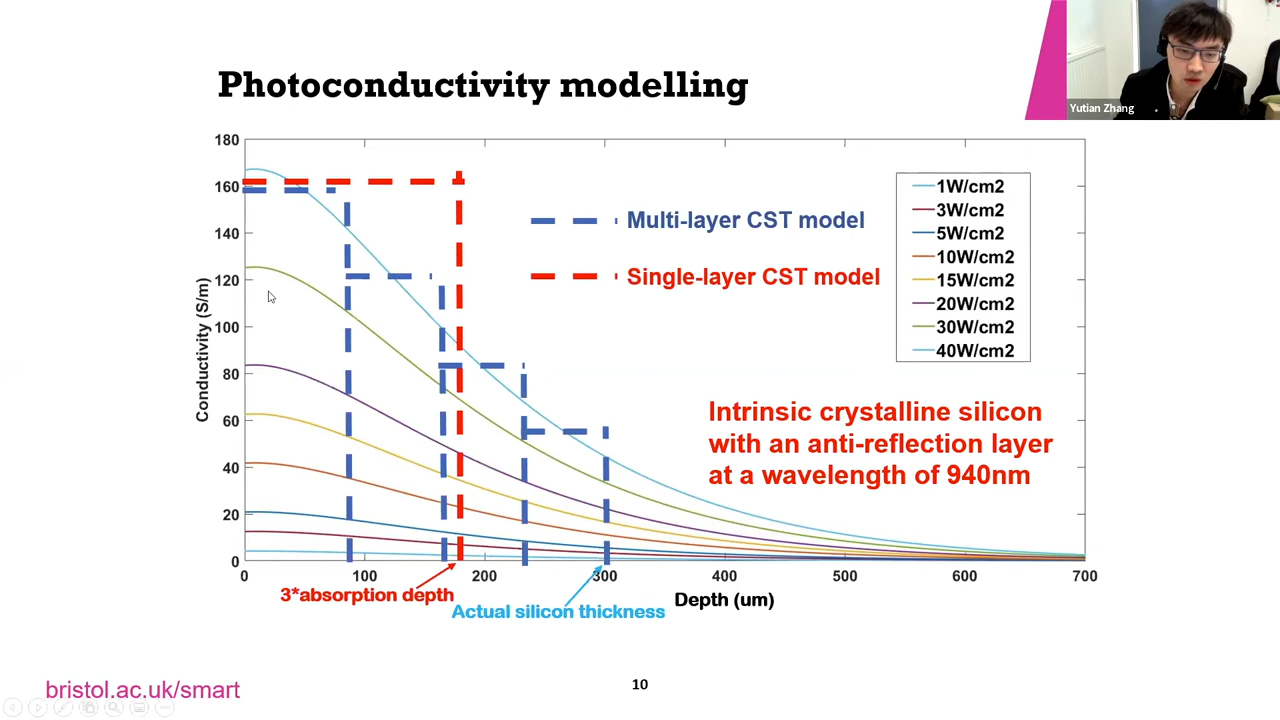 Yutian Zhang
Photoconductivity modelling
180
160
140
120
100
80
60
40
20
0
Conductivity (S/m)
Multi-layer CST model
Single-layer CST model
1W/cm2
3W/cm2
5W/cm2
10W/cm2
15W/cm2
20W/cm2
30W/cm2
40W/cm2
Intrinsic crystalline silicon
with an anti-reflection layer
at a wavelength of 940nm
0 100 200 300 400 500 600 700
3*absorption depth
Actual silicon thickness
Depth (um)
bristol.ac.uk/smart
10